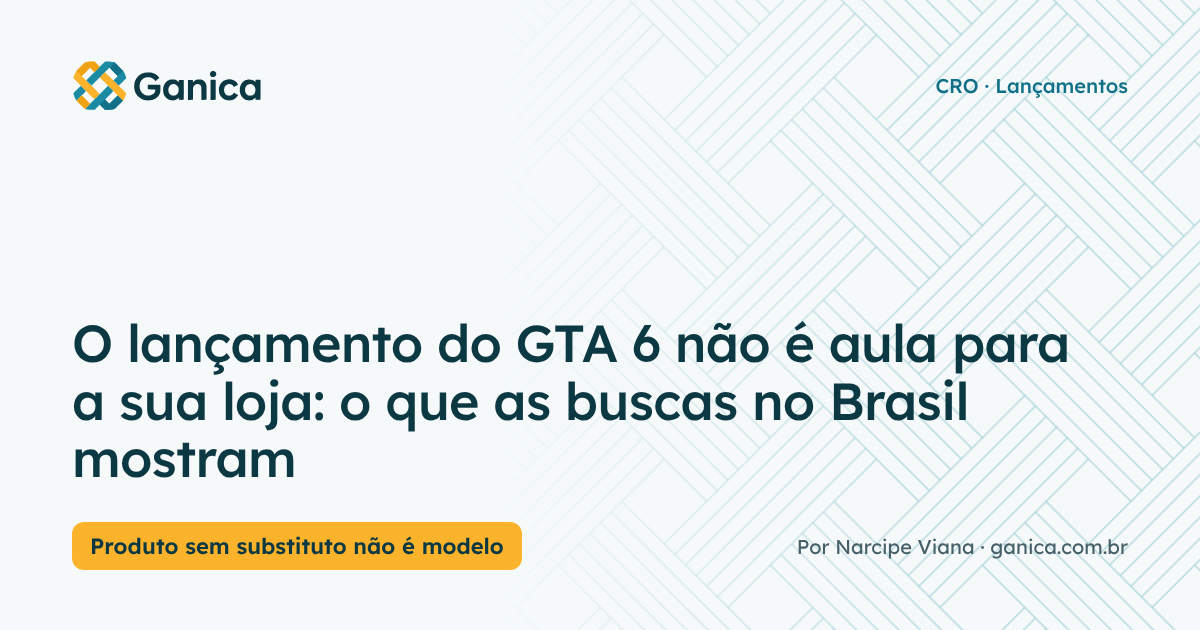 Ganica
CRO · Lançamentos
O lançamento do GTA 6 não é aula para
a sua loja: o que as buscas no Brasil
mostram
Produto sem substituto não é modelo
Por Narcipe Viana · ganica.com.br